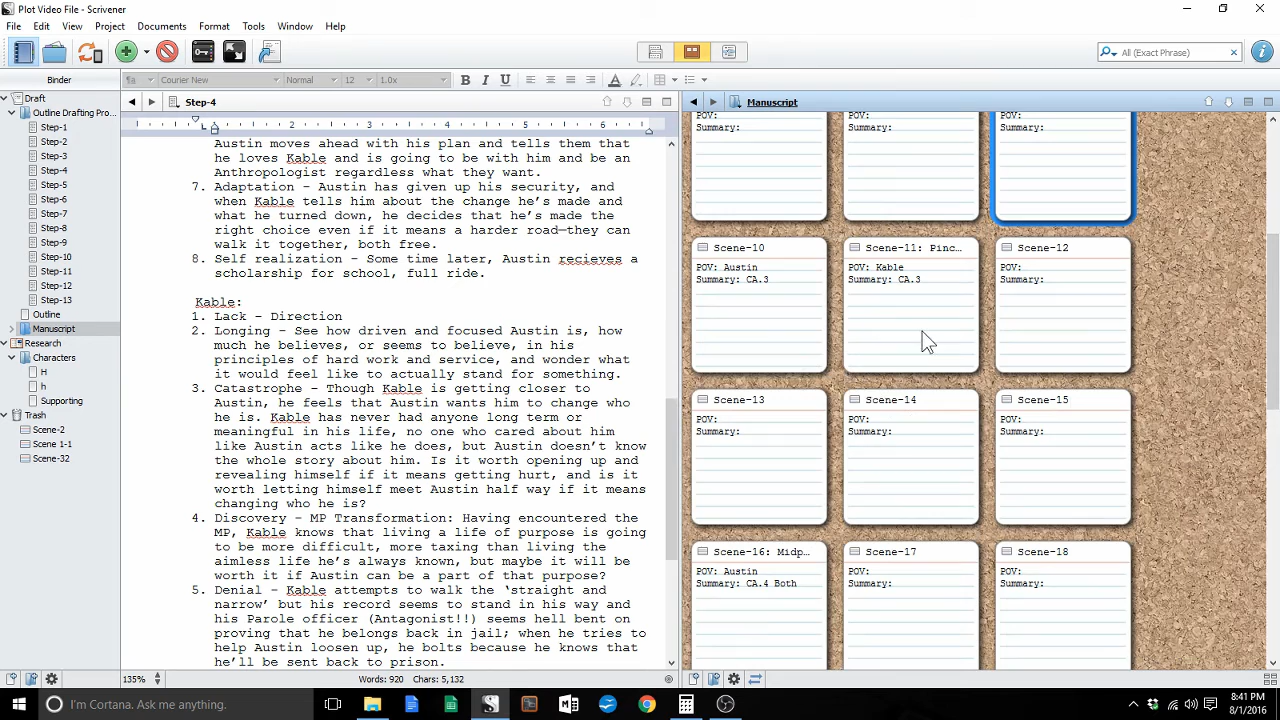 Plot Video File - Scrivener
File Edit View Project Documents Format Tools Window Help
All (Exact Phrase)
Binder
Courier New Normal 12 1.0x B I U A
Draft
Outline Drafting Pro...
Step-1
Step-2
Step-3
Step-4
Step-5
Step-6
Step-7
Step-8
Step-9
Step-10
Step-11
Step-12
Step-13
Outline
Manuscript
Research
Characters
H
h
Supporting
Trash
Scene-2
Scene 1-1
Scene-32
Step-4
2 3 4 5 6
Austin moves ahead with his plan and tells them that
he loves Kable and is going to be with him and be an
Anthropologist regardless what they want.
7. Adaptation - Austin has given up his security, and
when Kable tells him about the change he's made and
what he turned down, he decides that he's made the
right choice even if it means a harder road—they can
walk it together, both free.
8. Self realization - Some time later, Austin recieves a
scholarship for school, full ride.
Kable:
1. Lack - Direction
2. Longing - See how driven and focused Austin is, how
much he believes, or seems to believe, in his
principles of hard work and service, and wonder what
it would feel like to actually stand for something.
3. Catastrophe - Though Kable is getting closer to
Austin, he feels that Austin wants him to change who
he is. Kable has never had anyone long term or
meaningful in his life, no one who cared about him
like Austin acts like he does, but Austin doesn't know
the whole story about him. Is it worth opening up and
revealing himself if it means getting hurt, and is it
worth letting himself meet Austin half way if it means
changing who he is?
4. Discovery - MP Transformation: Having encountered the
MP, Kable knows that living a life of purpose is going
to be more difficult, more taxing than living the
aimless life he's always known, but maybe it will be
worth it if Austin can be a part of that purpose?
5. Denial - Kable attempts to walk the 'straight and
narrow' but his record seems to stand in his way and
his Parole officer (Antagonist!!) seems hell bent on
proving that he belongs back in jail; when he tries to
help Austin loosen up, he bolts because he knows that
he'll be sent back to prison.
135% Words: 920 Chars: 5,132
Manuscript
POV: POV: POV:
Summary: Summary: Summary:
Scene-10 Scene-11: Pinc... Scene-12
POV: Austin POV: Kable POV:
Summary: CA.3 Summary: CA.3 Summary:
Scene-13 Scene-14 Scene-15
POV: POV: POV:
Summary: Summary: Summary:
Scene-16: Midp... Scene-17 Scene-18
POV: Austin POV: POV:
Summary: CA.4 Both Summary: Summary:
I'm Cortana. Ask me anything.
8:41 PM
8/1/2016